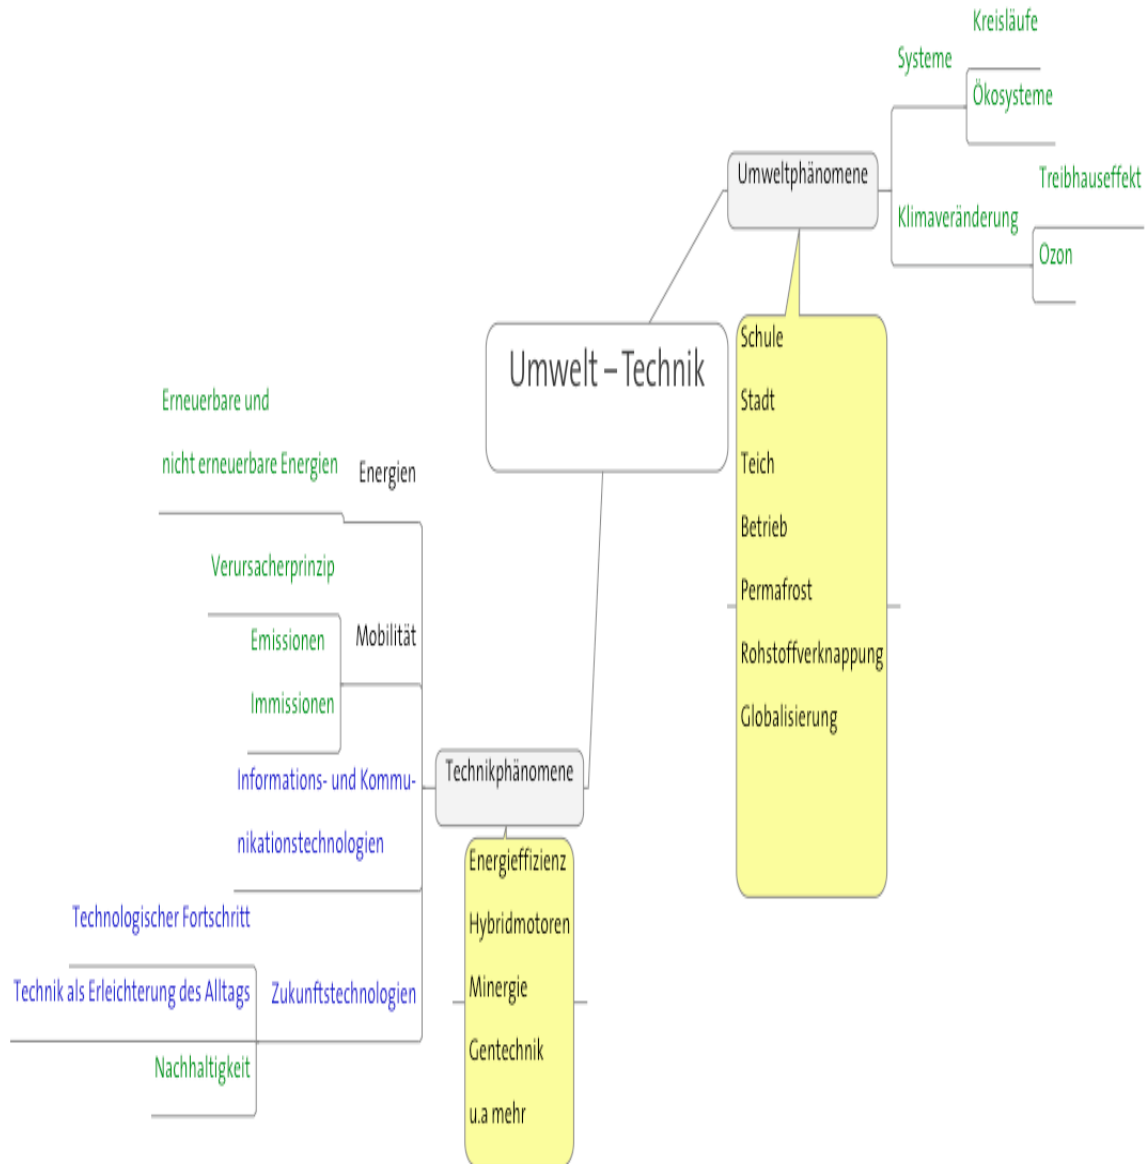 Kreisläufe
Systeme
Ökosysteme
Umweltphänomene
Treibhauseffekt
Klimaveränderung
Ozon
Umwelt – Technik
Schule
Stadt
Teich
Betrieb
Permafrost
Rohstoffverknappung
Globalisierung
Erneuerbare und
nicht erneuerbare Energien
Energien
Verursacherprinzip
Mobilität
Emissionen
Immissionen
Technikphänomene
Informations- und Kommu-
nikationstechnologien
Energieffizienz
Hybridmotoren
Minergie
Gentechnik
u.a mehr
Technologischer Fortschritt
Technik als Erleichterung des Alltags
Zukunftstechnologien
Nachhaltigkeit